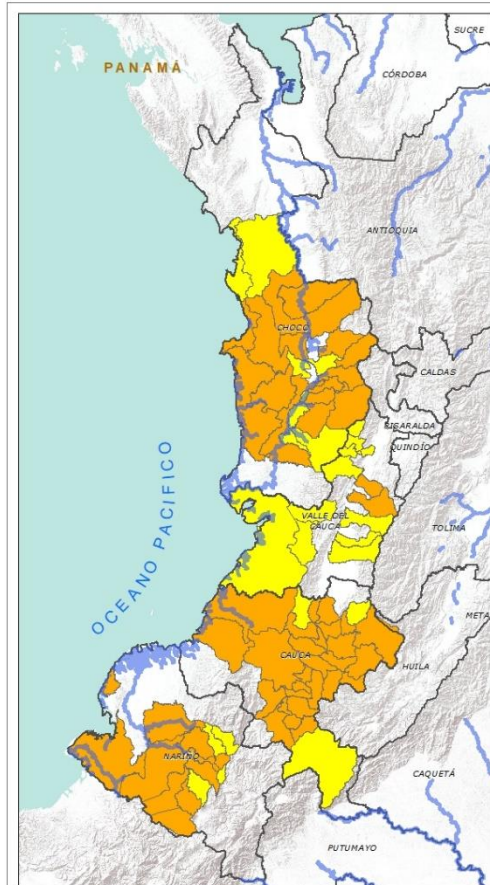 SUCRE
PANAMÁ
CÓRDOBA
ANTIOQUIA
CHOCÓ
CALDAS
RISARALDA
QUINDÍO
OCEANO PACIFICO
VALLE DEL
CAUCA
TOLIMA
META
CAUCA
HUILA
NARIÑO
CAQUETÁ
PUTUMAYO